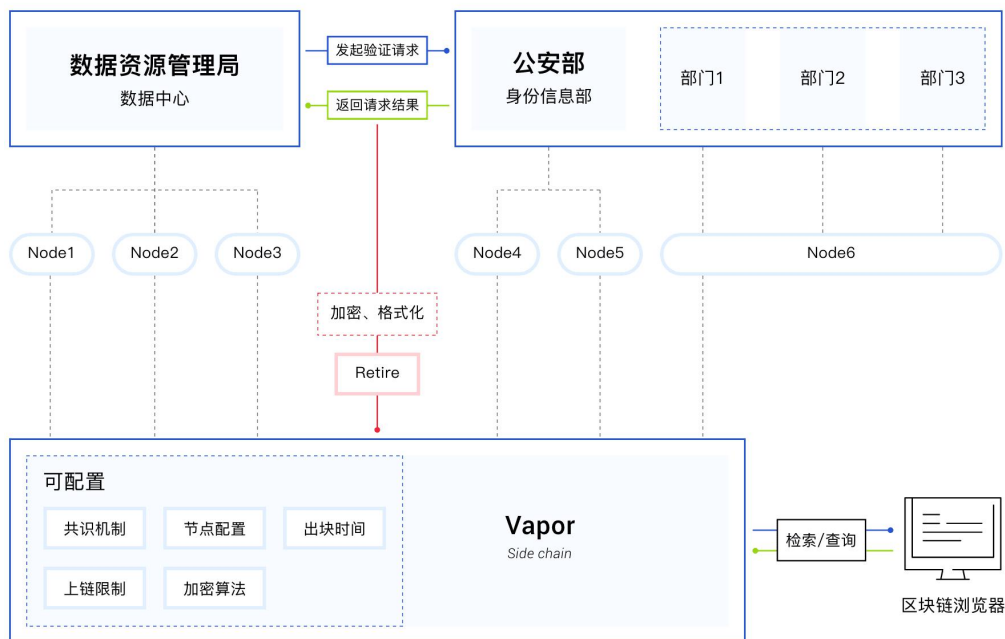 数据资源管理局
数据中心
发起验证请求
返回请求结果
公安部
身份信息部
部门1
部门2
部门3
Node1
Node2
Node3
Node4
Node5
Node6
加密、格式化
Retire
可配置
共识机制
节点配置
出块时间
上链限制
加密算法
Vapor
Side chain
检索/查询
区块链浏览器